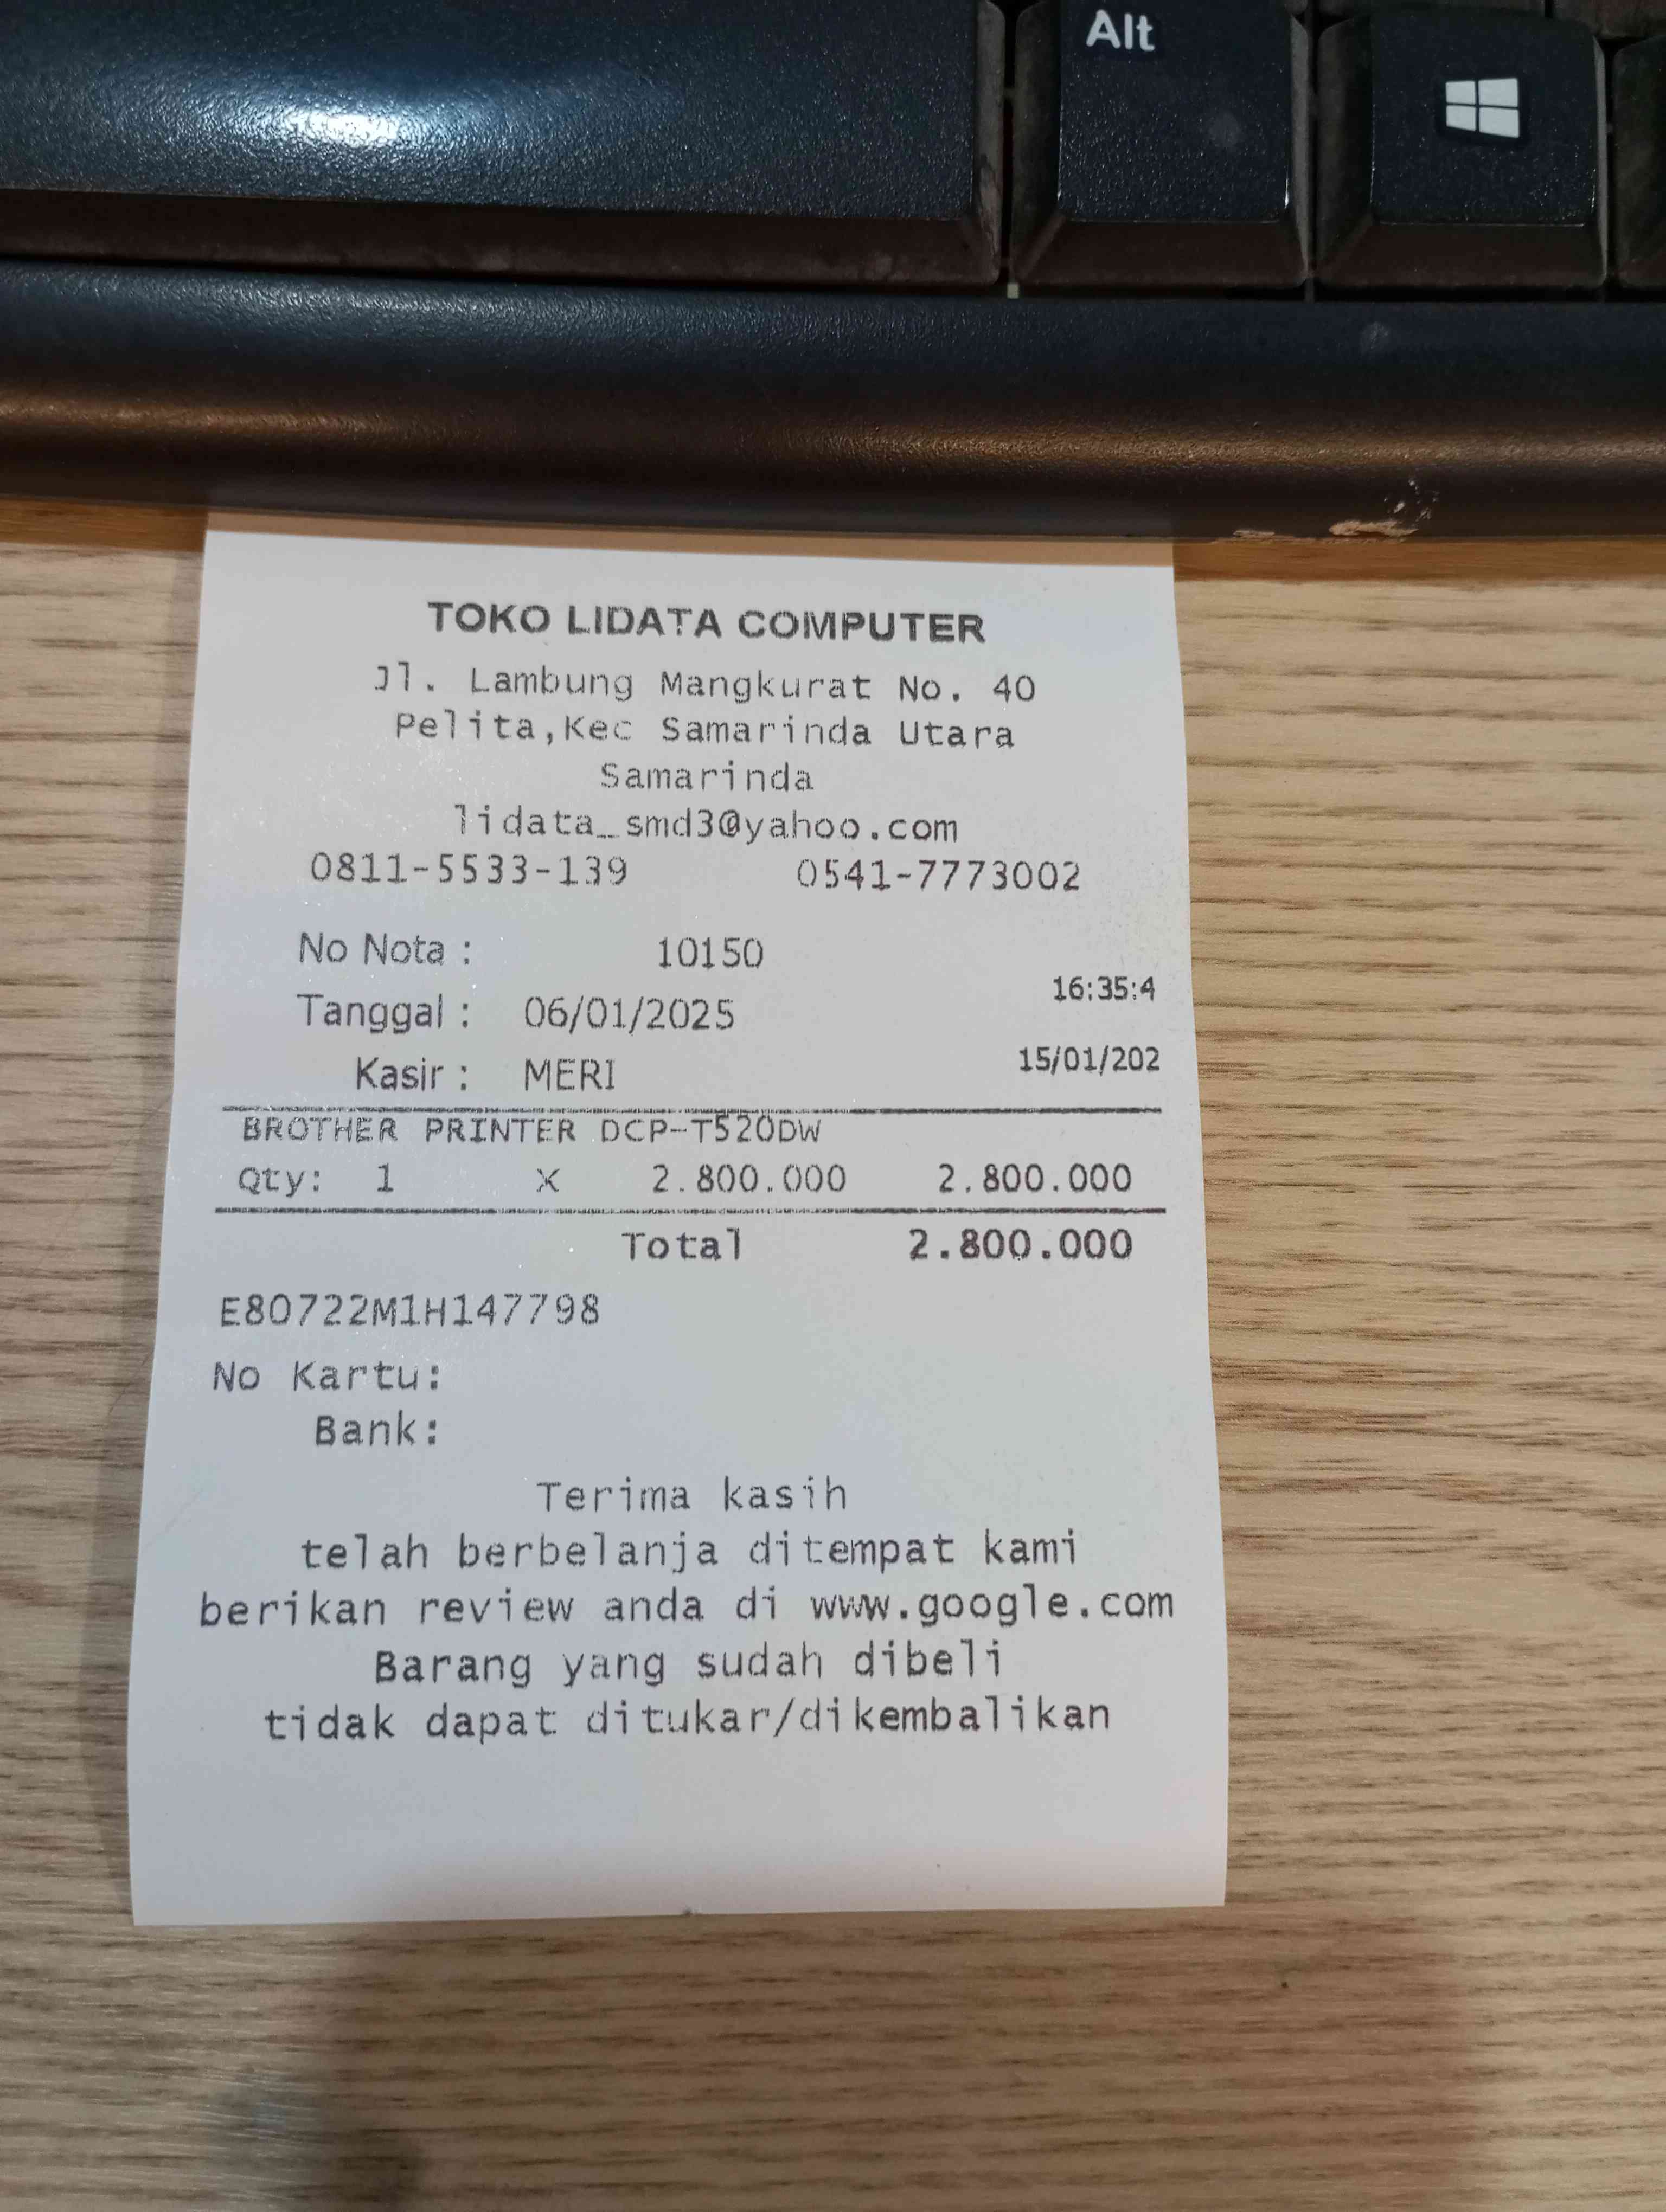 Alt
TOKO LIDATA COMPUTER
Jl. Lambung Mangkurat No. 40
Pelita,Kec Samarinda Utara
Samarinda
lidata_smd3@yahoo.com
0811-5533-139 0541-7773002
No Nota : 10150
16:35:4
Tanggal : 06/01/2025
15/01/202
Kasir : MERI
BROTHER PRINTER DCP-T520DW
Qty: 1 X 2.800.000 2.800.000
Total 2.800.000
E80722M1H147798
No Kartu:
Bank:
Terima kasih
telah berbelanja ditempat kami
berikan review anda di www.google.com
Barang yang sudah dibeli
tidak dapat ditukar/dikembalikan